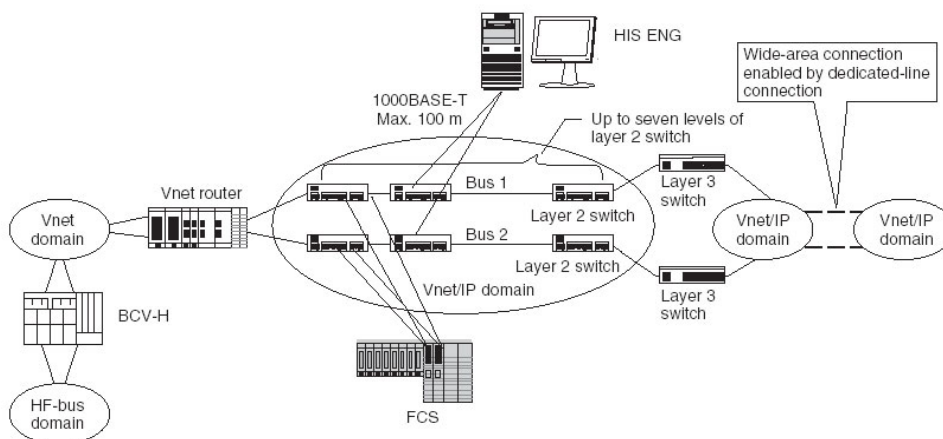 HIS ENG
Wide-area connection
enabled by dedicated-line
connection
1000BASE-T
Max. 100 m
Up to seven levels of
layer 2 switch
Vnet router
Bus 1
Layer 3
switch
Vnet
domain
Layer 2 switch
Vnet/IP
domain
Vnet/IP
domain
Bus 2
Layer 2 switch
Vnet/IP domain
Layer 3
switch
BCV-H
HF-bus
domain
FCS